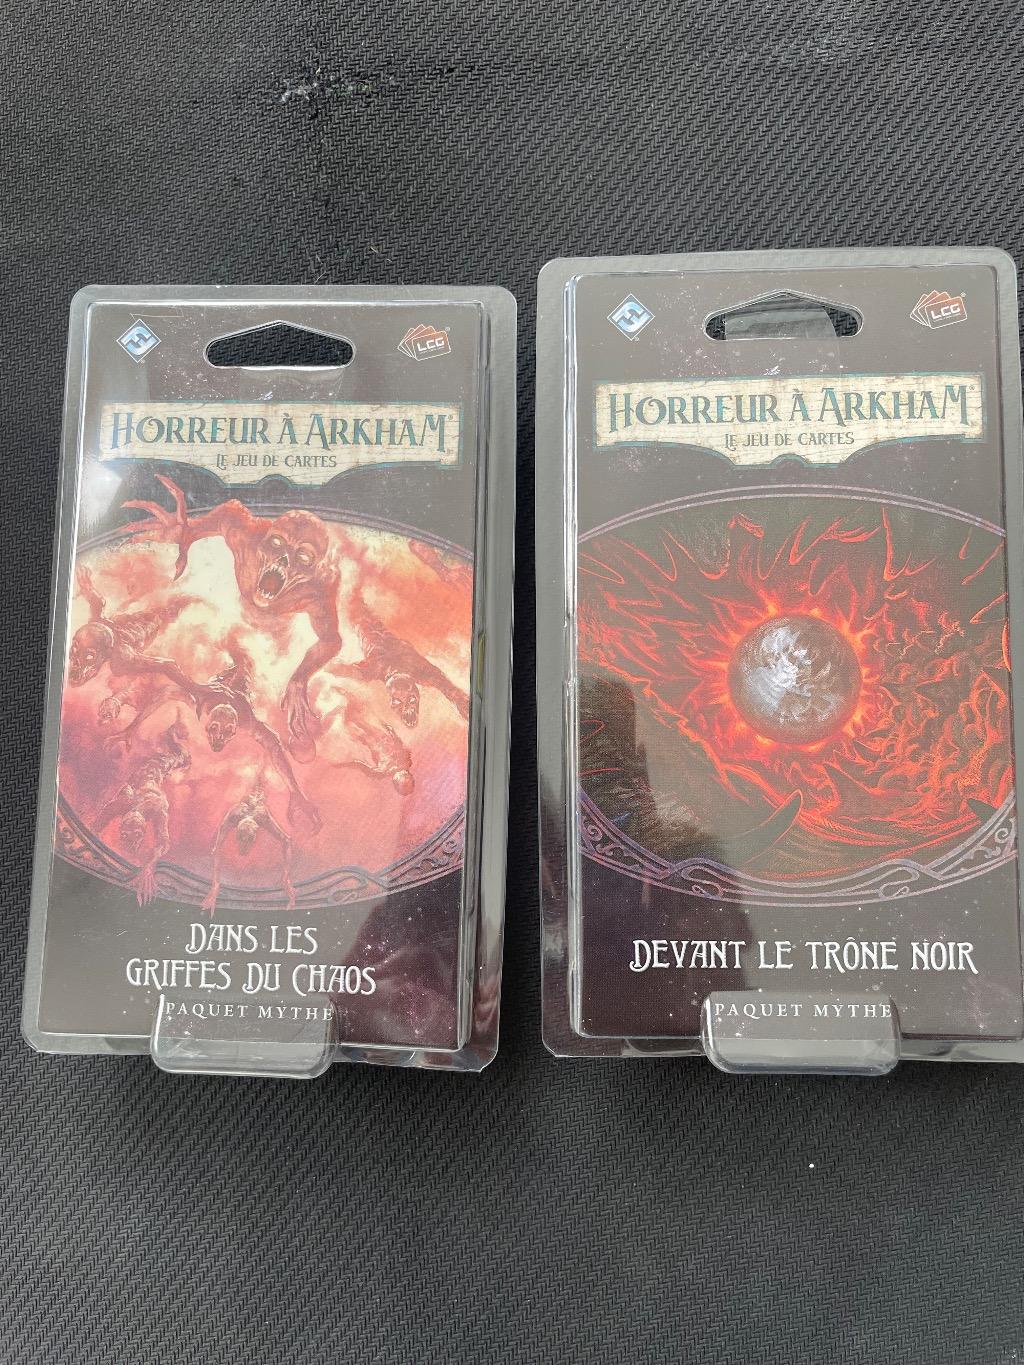 LCG
HORREUR À ARKHAM
LE JEU DE CARTES
DANS LES
GRIFFES DU CHAOS
PAQUET MYTHE
LCG
HORREUR À ARKHAM
LE JEU DE CARTES
DEVANT LE TRÔNE NOIR
PAQUET MYTHE